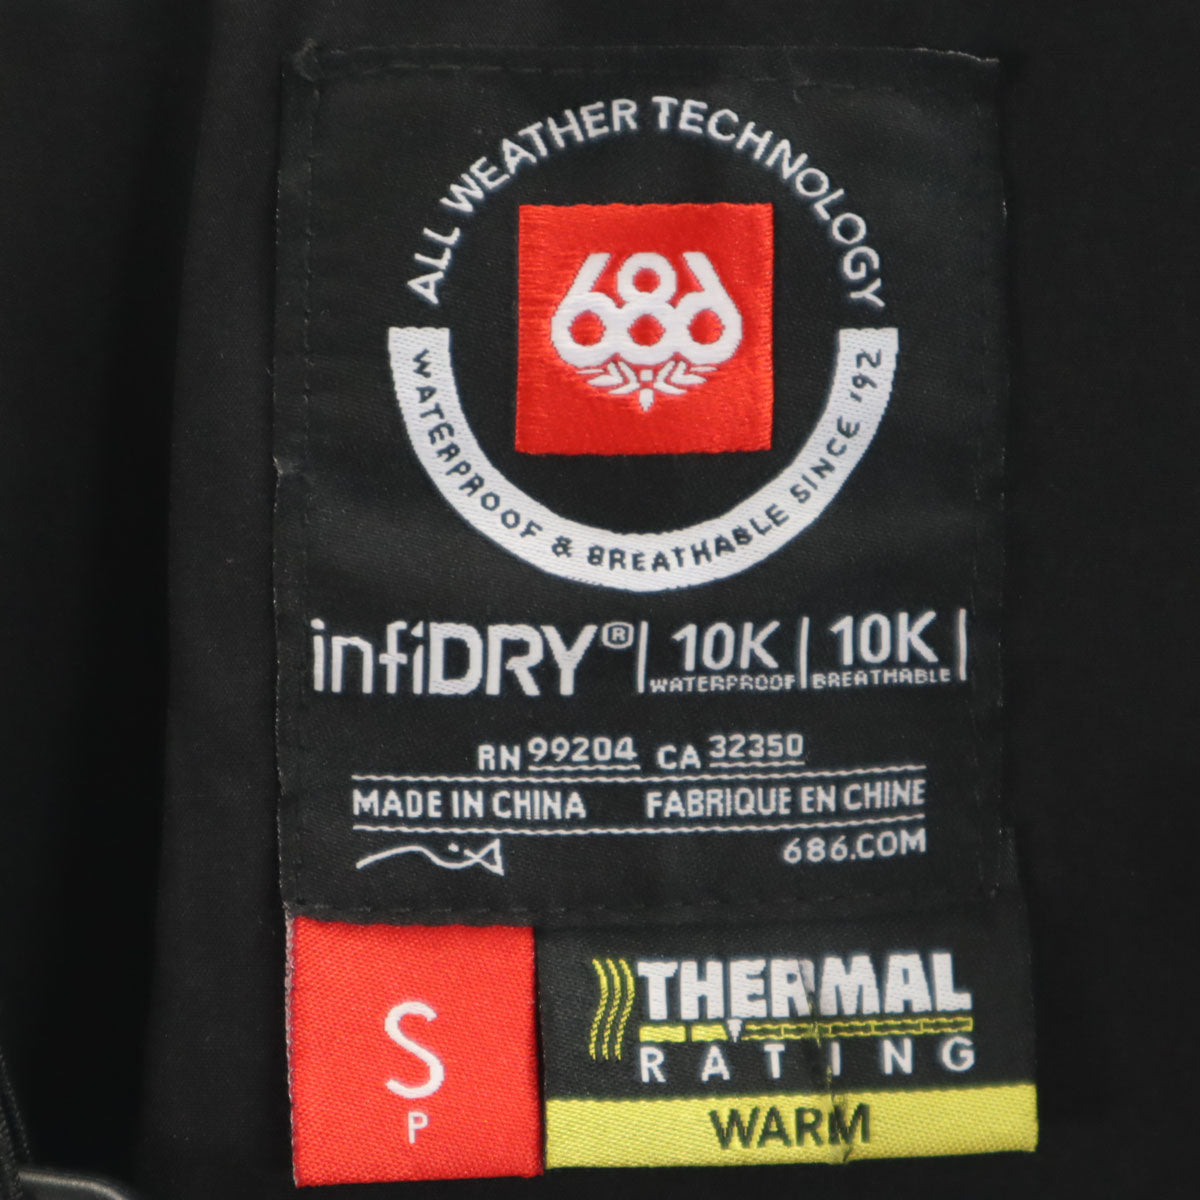 ALL WEATHER TECHNOLOGY
686
WATERPROOF & BREATHABLE SINCE '92
infiDRY® | 10K WATERPROOF | 10K BREATHABLE |
RN 99204 CA 32350
MADE IN CHINA FABRIQUE EN CHINE
686.COM
S
P
THERMAL
RATING
WARM